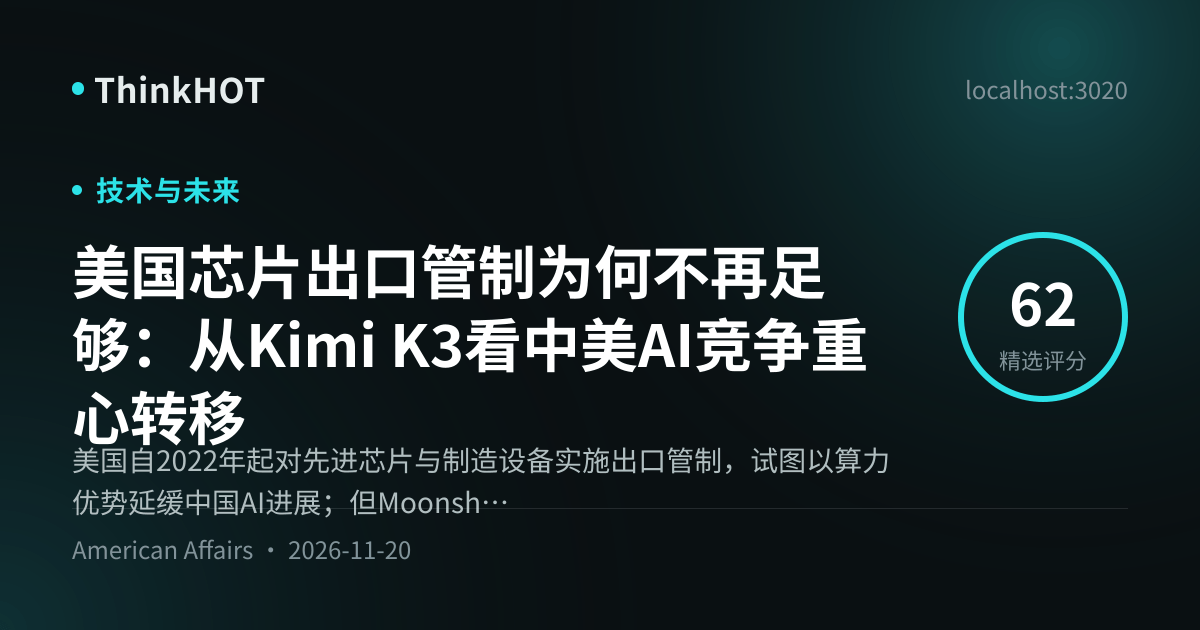 ThinkHOT
localhost:3020
技术与未来
美国芯片出口管制为何不再足
够：从Kimi K3看中美AI竞争重
心转移
62
精选评分
美国自2022年起对先进芯片与制造设备实施出口管制，试图以算力
优势延缓中国AI进展；但Moonsh…
American Affairs · 2026-11-20